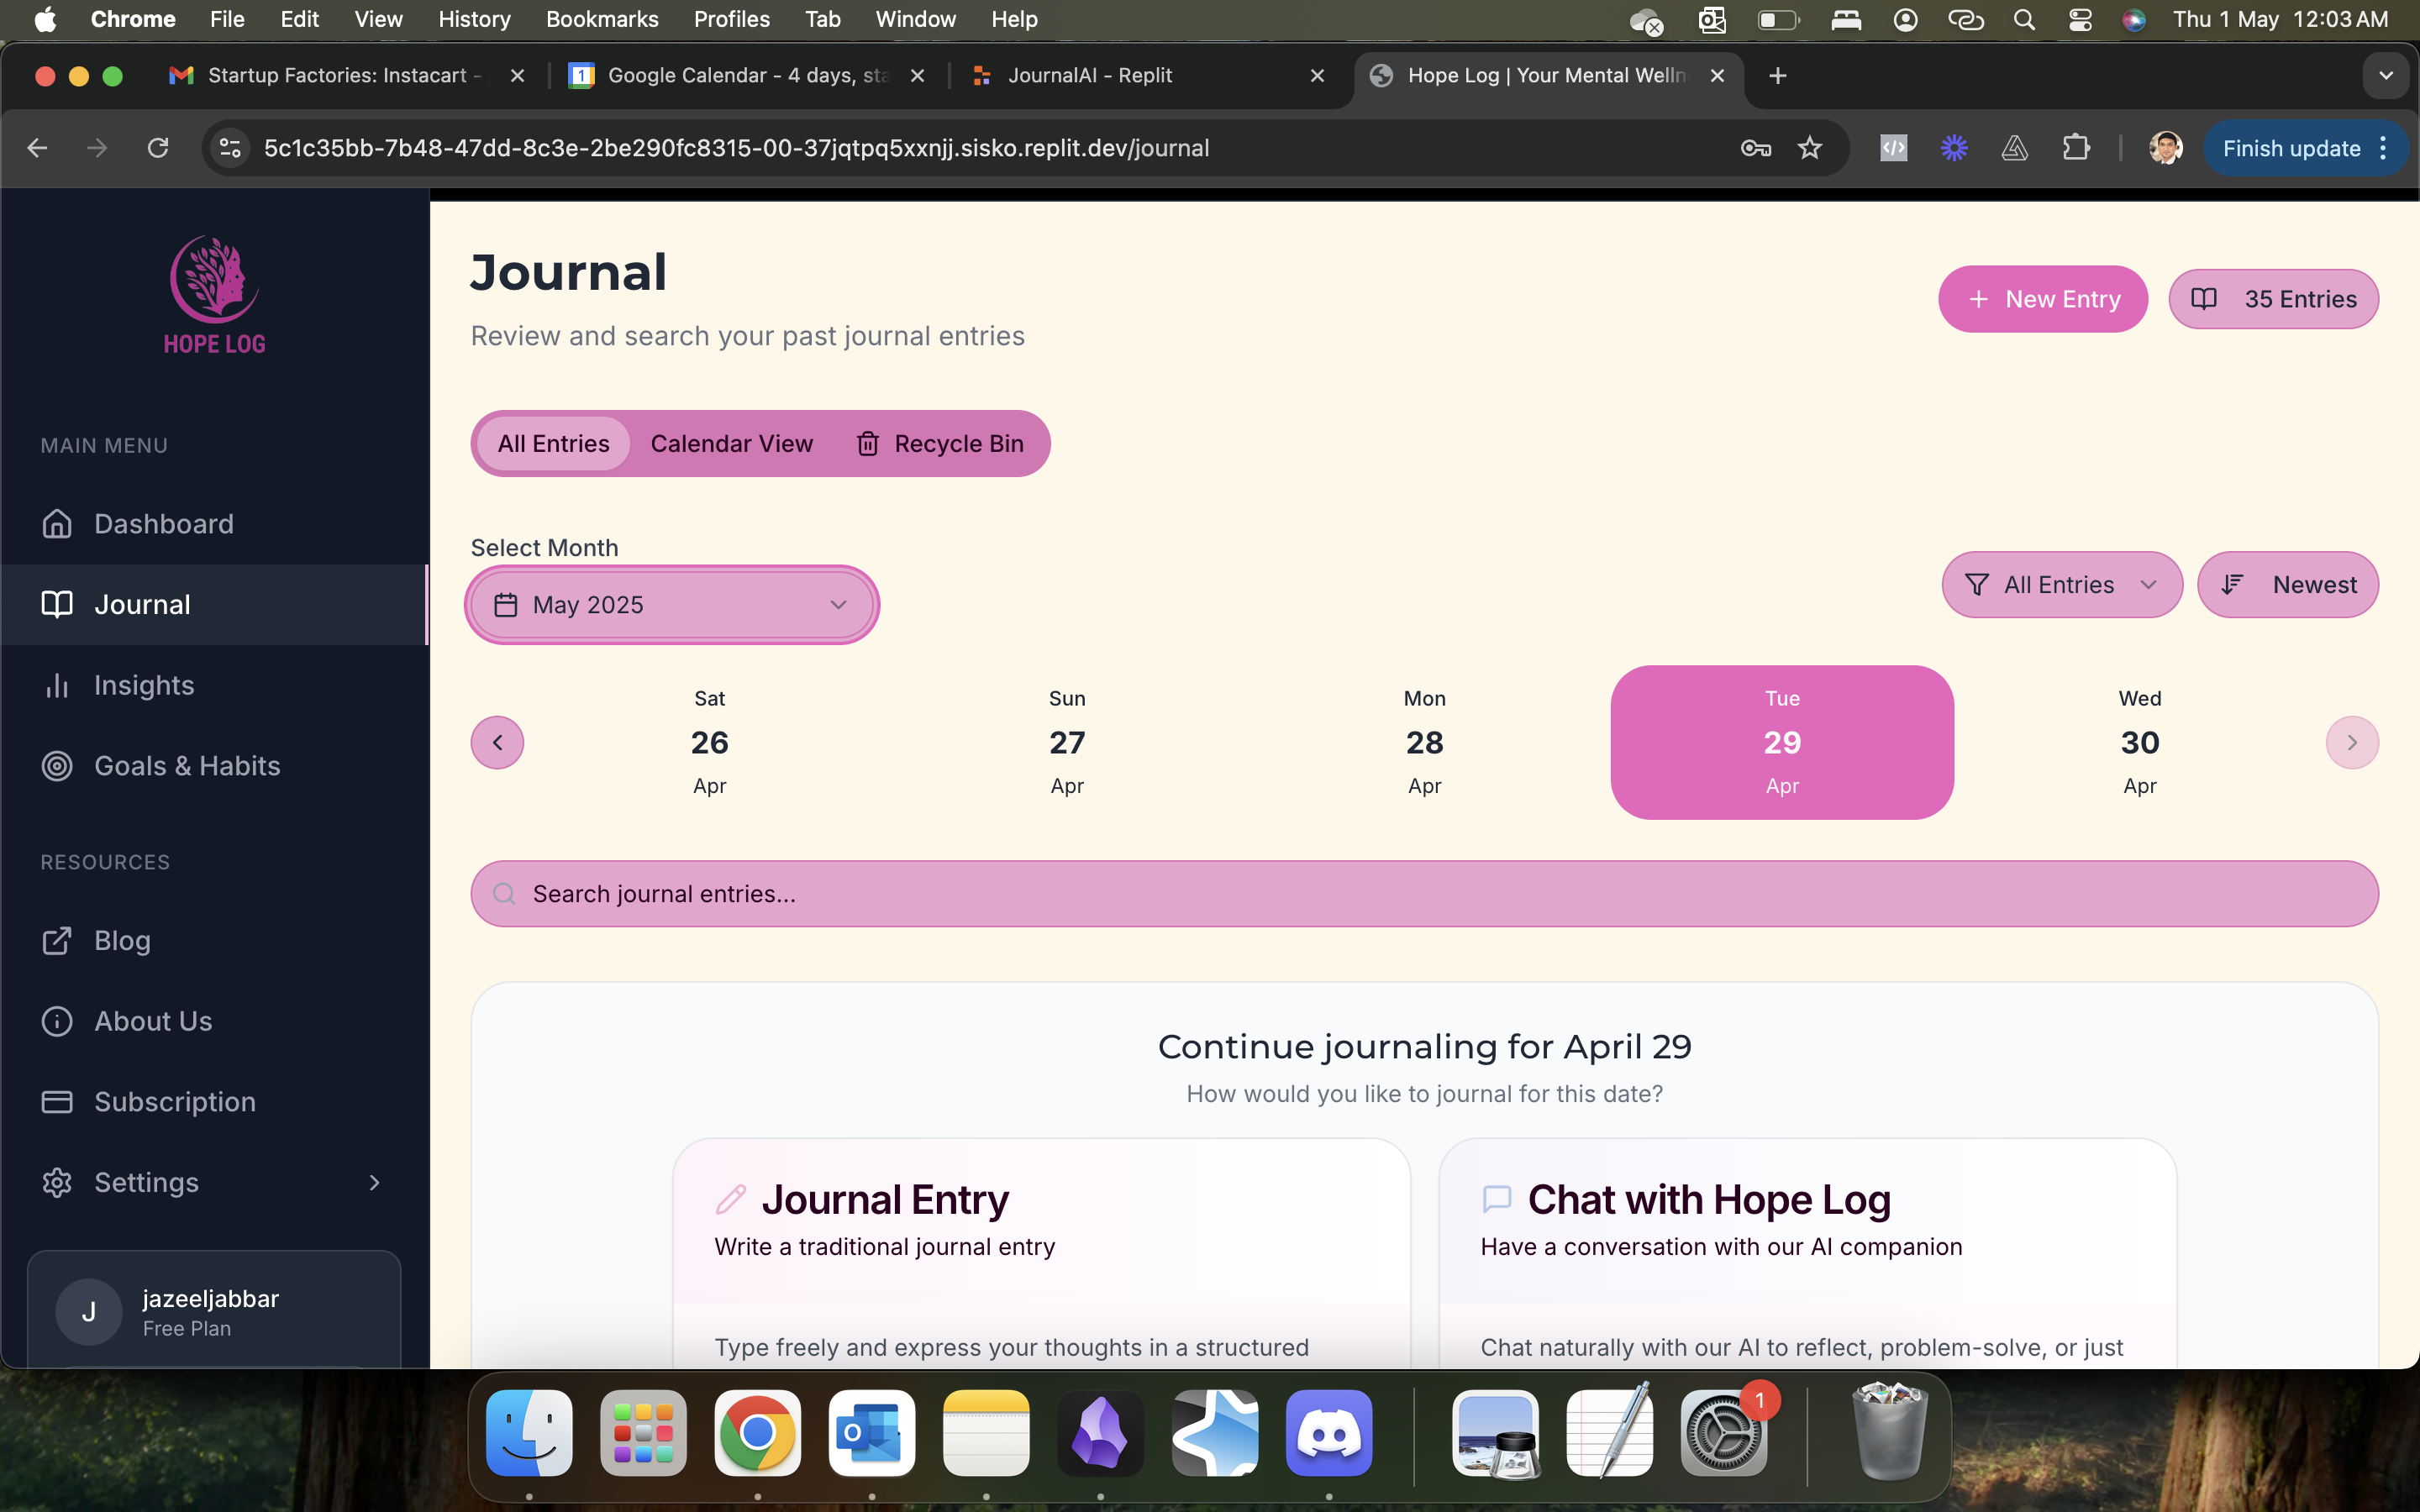 Chrome File Edit View History Bookmarks Profiles Tab Window Help Thu 1 May 12:03 AM
Startup Factories: Instacart - Google Calendar - 4 days, sta JournalAI - Replit Hope Log | Your Mental Welln
5c1c35bb-7b48-47dd-8c3e-2be290fc8315-00-37jqtpq5xxnjj.sisko.replit.dev/journal Finish update
HOPE LOG
MAIN MENU
Dashboard
Journal
Insights
Goals & Habits
RESOURCES
Blog
About Us
Subscription
Settings
J
jazeeljabbar
Free Plan
Journal
Review and search your past journal entries
New Entry
35 Entries
All Entries Calendar View Recycle Bin
Select Month
May 2025
All Entries
Newest
Sat Sun Mon Tue Wed
26 27 28 29 30
Apr Apr Apr Apr Apr
Search journal entries...
Continue journaling for April 29
How would you like to journal for this date?
Journal Entry
Write a traditional journal entry
Type freely and express your thoughts in a structured
Chat with Hope Log
Have a conversation with our AI companion
Chat naturally with our AI to reflect, problem-solve, or just
1